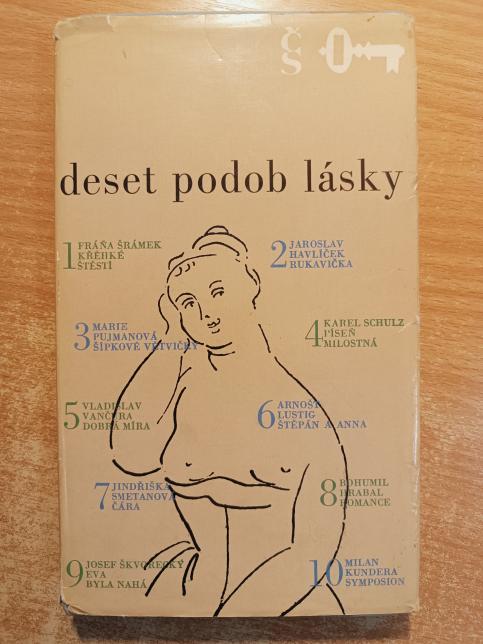 Č
Š
deset podob lásky
1 FRÁŇA ŠRÁMEK
KŘEHKÉ
ŠTĚSTÍ
2 JAROSLAV
HAVLÍČEK
RUKAVIČKA
3 MARIE
PUJMANOVÁ
ŠÍPKOVÉ VĚTVIČKY
4 KAREL SCHULZ
PÍSEŇ
MILOSTNÁ
5 VLADISLAV
VANČURA
DOBRÁ MÍRA
6 ARNOŠT
LUSTIG
ŠTĚPÁN A ANNA
7 JINDŘIŠKA
SMETANOVÁ
ČÁRA
8 BOHUMIL
HRABAL
ROMANCE
9 JOSEF ŠKVORECKÝ
EVA
BYLA NAHÁ
10 MILAN
KUNDERA
SYMPOSION